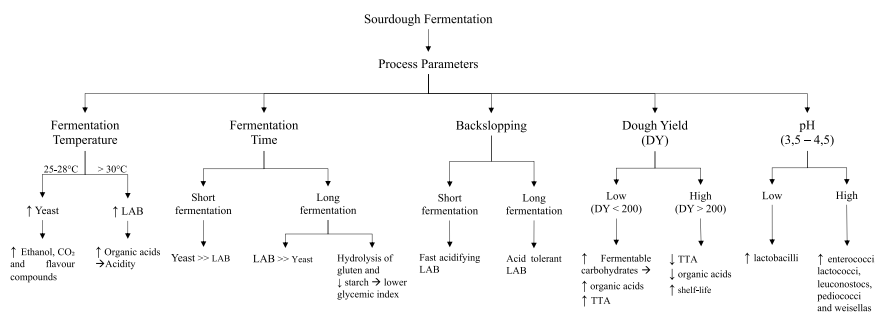 Sourdough Fermentation
Process Parameters
Fermentation
Temperature
25-28°C > 30°C
↑ Yeast
↑ LAB
↑ Ethanol, CO₂
and flavour
compounds
↑ Organic acids
→Acidity
Fermentation
Time
Short
fermentation
Long
fermentation
Yeast >> LAB
LAB >> Yeast
Hydrolysis of
gluten and
↓ starch → lower
glycemic index
Backslopping
Short
fermentation
Long
fermentation
Fast acidifying
LAB
Acid tolerant
LAB
Dough Yield
(DY)
Low
(DY < 200)
High
(DY > 200)
↑ Fermentable
carbohydrates →
↑ organic acids
↑ TTA
↓ TTA
↓ organic acids
↑ shelf-life
pH
(3,5 – 4,5)
Low
High
↑ lactobacilli
↑ enterococi
lactococci,
leuconostocs,
pediococci
and weisellas